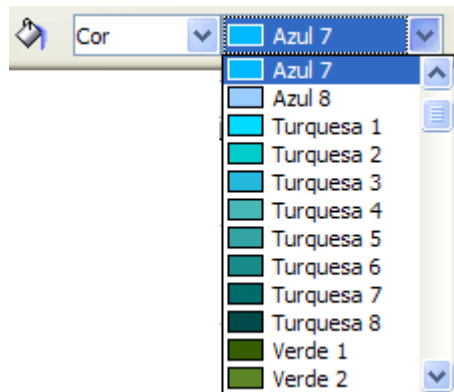 Cor Azul 7
Azul 7
Azul 8
Turquesa 1
Turquesa 2
Turquesa 3
Turquesa 4
Turquesa 5
Turquesa 6
Turquesa 7
Turquesa 8
Verde 1
Verde 2